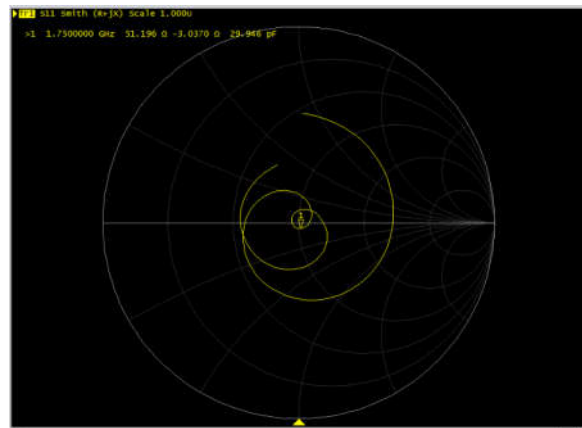 Tr1 S11 Smith (R+jX) Scale 1.000U
>1 1.7500000 GHz 51.196 Ω -3.0370 Ω 29.946 pF
1